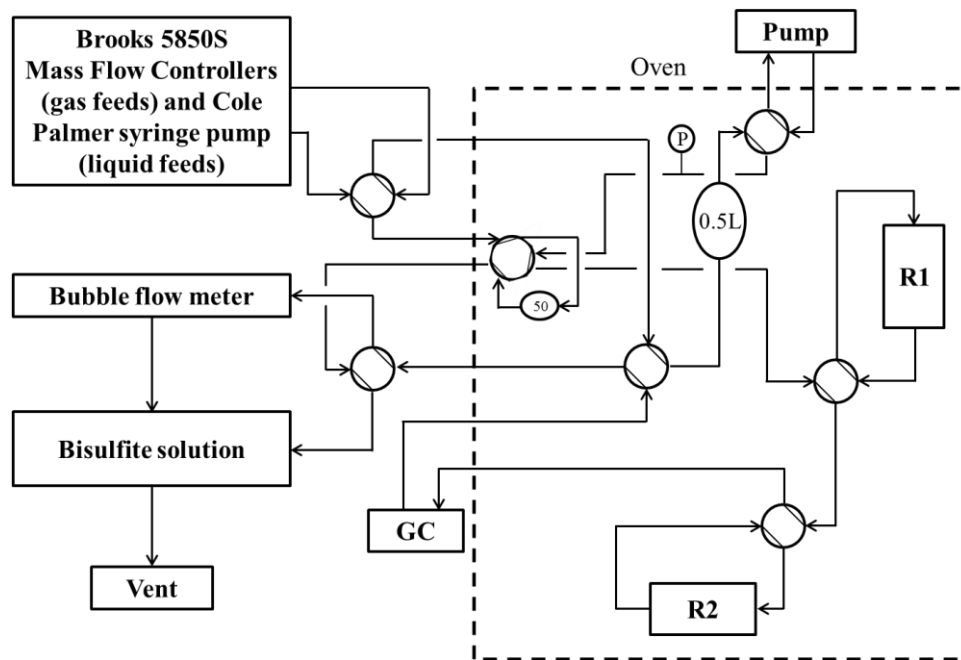 Brooks 5850S
Mass Flow Controllers
(gas feeds) and Cole
Palmer syringe pump
(liquid feeds)
Pump
Oven
P
0.5L
R1
50
Bubble flow meter
Bisulfite solution
GC
Vent
R2